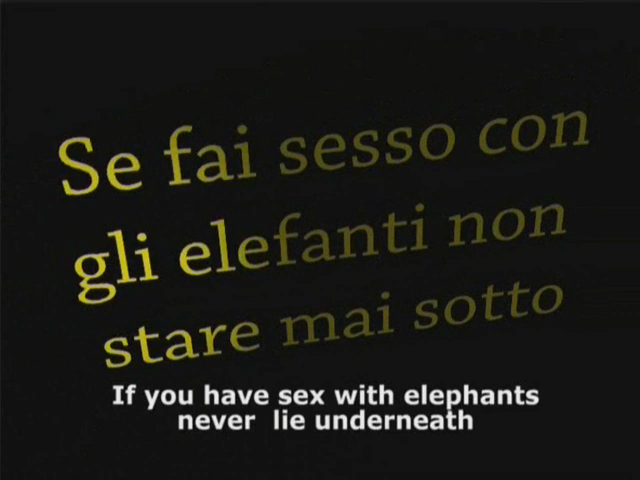 Se fai sesso con
gli elefanti non
stare mai sotto
If you have sex with elephants
never lie underneath